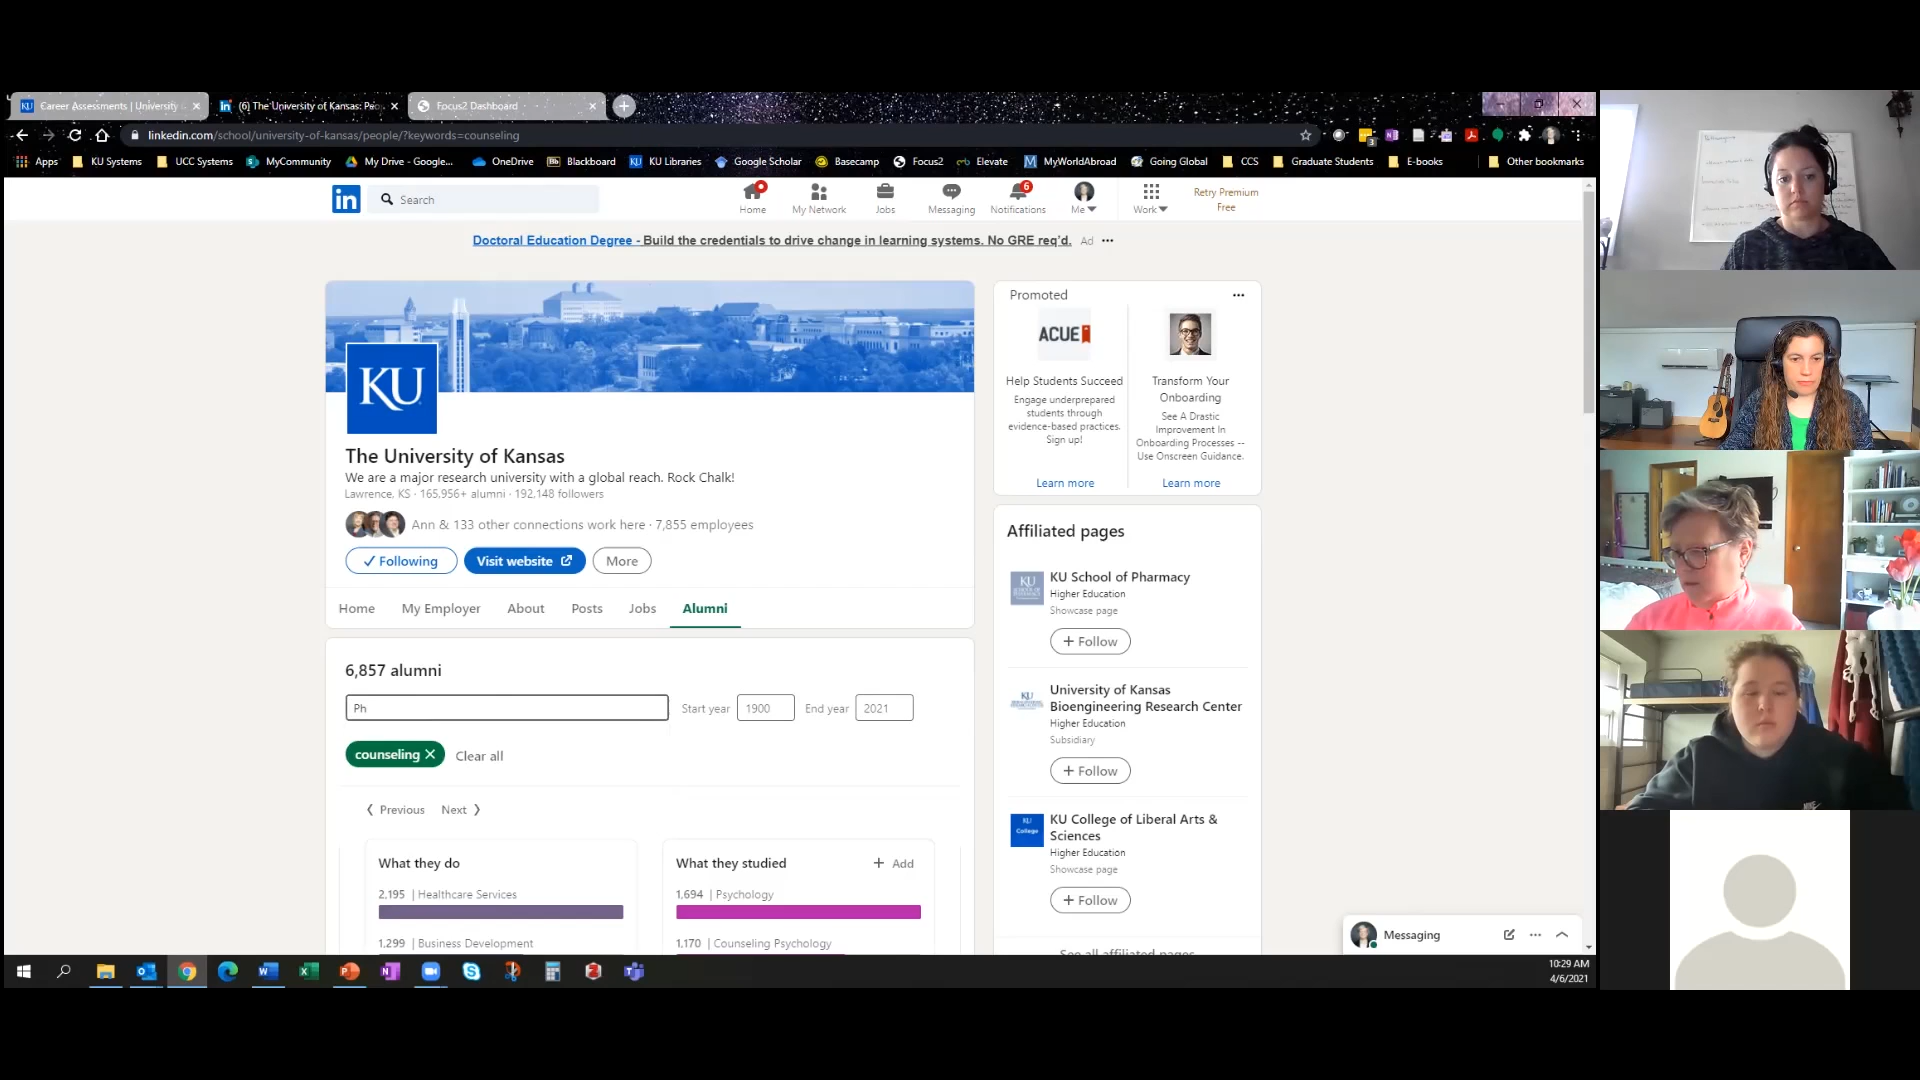 Career Assessments | University
(6) The University of Kansas: Peo
Focus2 Dashboard
linkedin.com/school/university-of-kansas/people/?keywords=counseling
Apps
KU Systems
UCC Systems
MyCommunity
My Drive - Google...
OneDrive
Blackboard
KU Libraries
Google Scholar
Basecamp
Focus2
Elevate
MyWorldAbroad
Going Global
CCS
Graduate Students
E-books
Other bookmarks
in
Search
Home
My Network
Jobs
Messaging
6
Notifications
Me
Work
Retry Premium
Free
Doctoral Education Degree - Build the credentials to drive change in learning systems. No GRE req'd. Ad
KU
The University of Kansas
We are a major research university with a global reach. Rock Chalk!
Lawrence, KS · 165,956+ alumni · 192,148 followers
Ann & 133 other connections work here · 7,855 employees
Following
Visit website
More
Home
My Employer
About
Posts
Jobs
Alumni
6,857 alumni
Ph
Start year
1900
End year
2021
counseling
Clear all
Previous
Next
What they do
2,195 | Healthcare Services
1,299 | Business Development
What they studied
+ Add
1,694 | Psychology
1,170 | Counseling Psychology
Promoted
ACUE
Help Students Succeed
Engage underprepared
students through
evidence-based practices.
Sign up!
Learn more
Transform Your
Onboarding
See A Drastic
Improvement In
Onboarding Processes --
Use Onscreen Guidance.
Learn more
Affiliated pages
KU School of Pharmacy
Higher Education
Showcase page
+ Follow
University of Kansas
Bioengineering Research Center
Higher Education
Subsidiary
+ Follow
KU
College
KU College of Liberal Arts &
Sciences
Higher Education
Showcase page
+ Follow
See all affiliated pages
Messaging
10:29 AM
4/6/2021